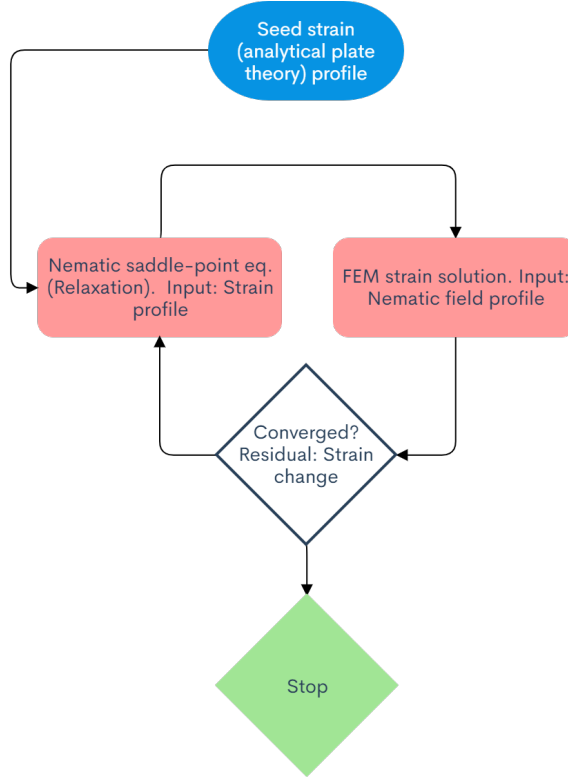 Seed strain
(analytical plate
theory) profile
Nematic saddle-point eq.
(Relaxation).  Input: Strain
profile
FEM strain solution. Input:
Nematic field profile
Converged?
Residual: Strain
change
Stop